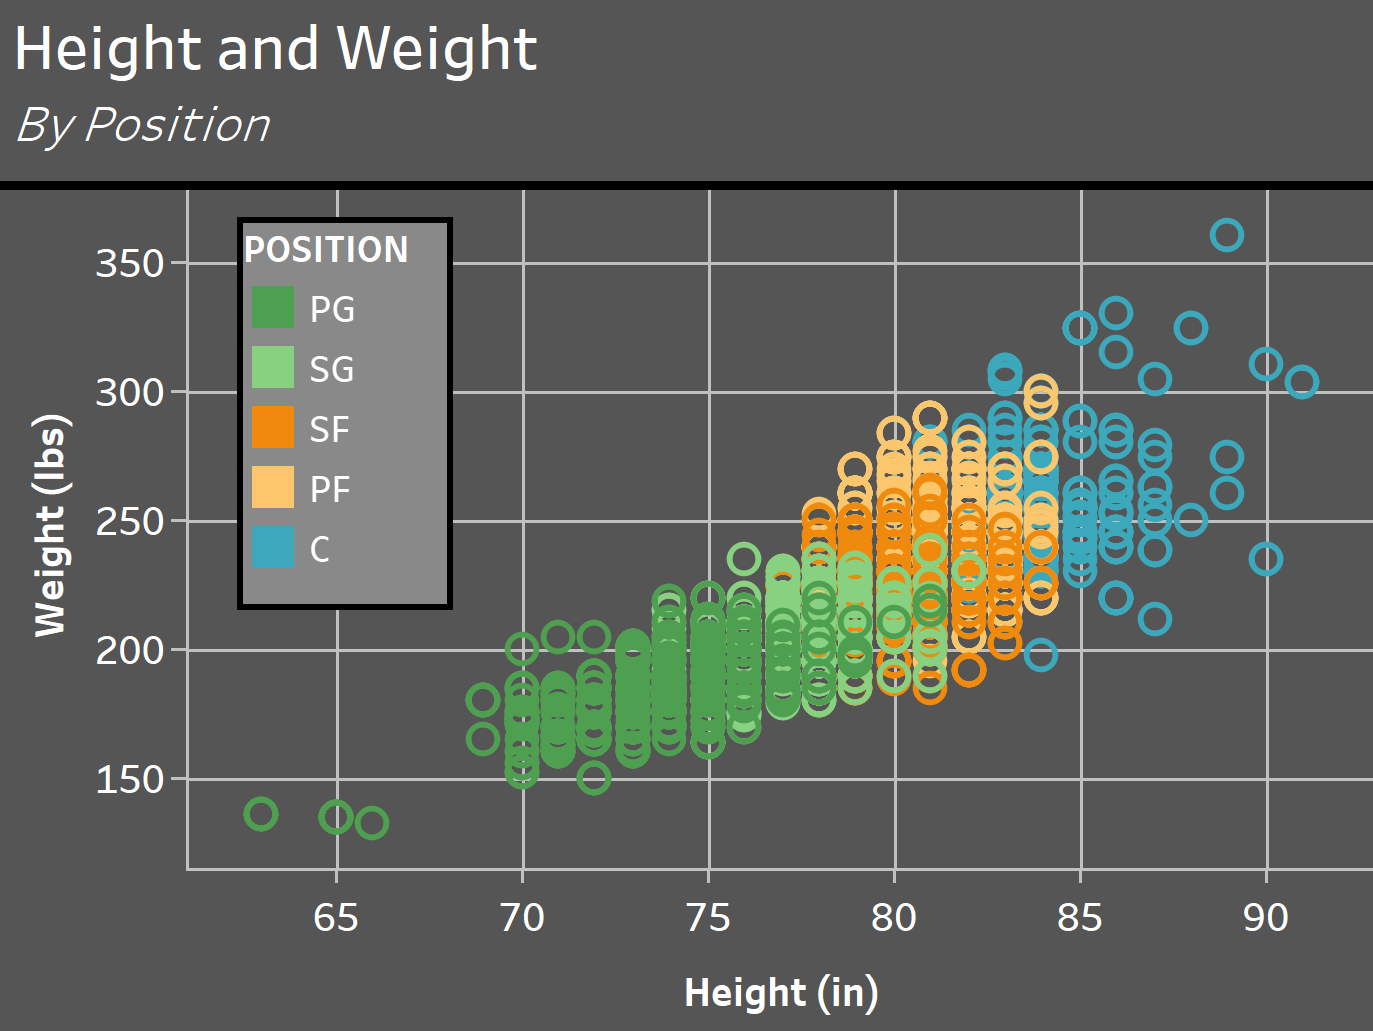 Height and Weight
By Position
POSITION
PG
SG
SF
PF
C
350
300
250
200
150
Weight (lbs)
65 70 75 80 85 90
Height (in)